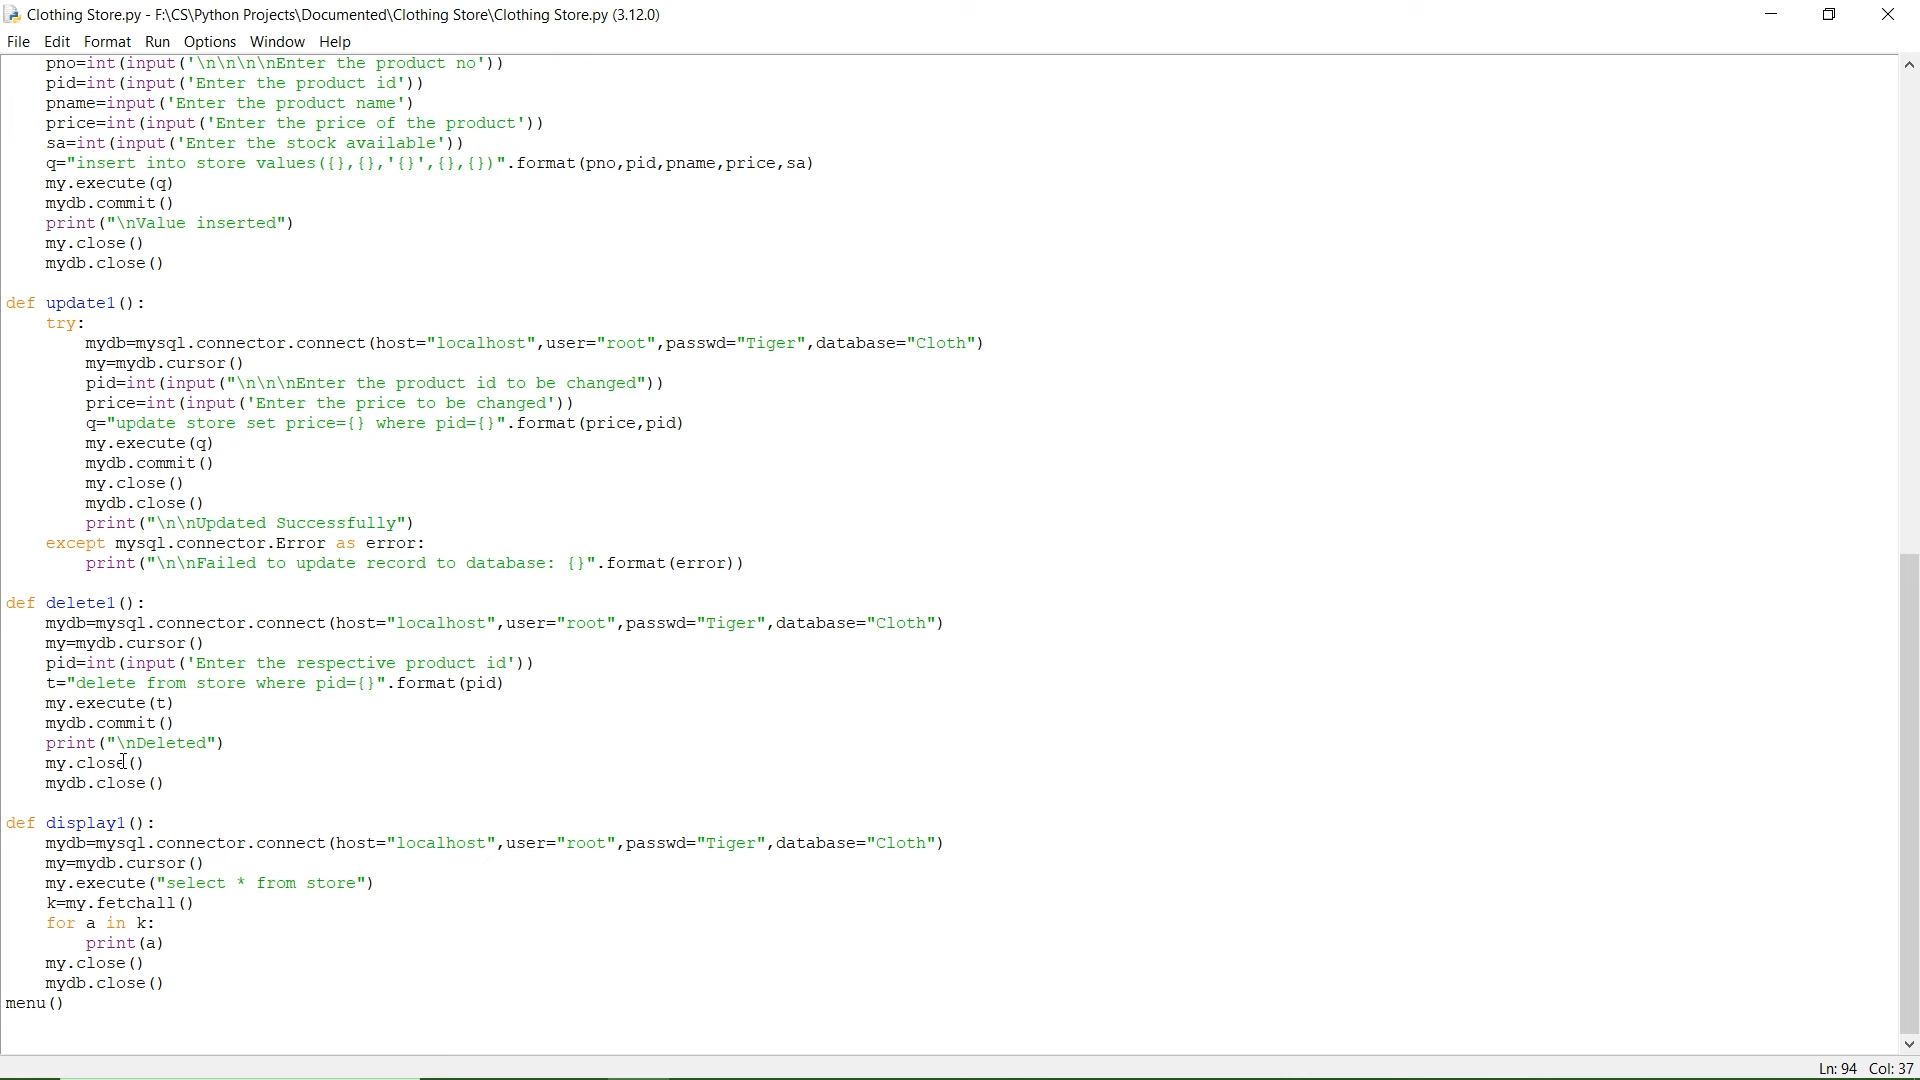 Clothing Store.py - F:\CS\Python Projects\Documented\Clothing Store\Clothing Store.py (3.12.0)
File Edit Format Run Options Window Help
    pno=int(input('\n\n\n\nEnter the product no'))
    pid=int(input('Enter the product id'))
    pname=input('Enter the product name')
    price=int(input('Enter the price of the product'))
    sa=int(input('Enter the stock available'))
    q="insert into store values({},{},'{}',{},{})".format(pno,pid,pname,price,sa)
    my.execute(q)
    mydb.commit()
    print("\nValue inserted")
    my.close()
    mydb.close()

def update1():
    try:
        mydb=mysql.connector.connect(host="localhost",user="root",passwd="Tiger",database="Cloth")
        my=mydb.cursor()
        pid=int(input("\n\n\nEnter the product id to be changed"))
        price=int(input('Enter the price to be changed'))
        q="update store set price={} where pid={}".format(price,pid)
        my.execute(q)
        mydb.commit()
        my.close()
        mydb.close()
        print("\n\nUpdated Successfully")
    except mysql.connector.Error as error:
        print("\n\nFailed to update record to database: {}".format(error))

def delete1():
    mydb=mysql.connector.connect(host="localhost",user="root",passwd="Tiger",database="Cloth")
    my=mydb.cursor()
    pid=int(input('Enter the respective product id'))
    t="delete from store where pid={}".format(pid)
    my.execute(t)
    mydb.commit()
    print("\nDeleted")
    my.close()
    mydb.close()

def display1():
    mydb=mysql.connector.connect(host="localhost",user="root",passwd="Tiger",database="Cloth")
    my=mydb.cursor()
    my.execute("select * from store")
    k=my.fetchall()
    for a in k:
        print(a)
    my.close()
    mydb.close()
menu()
Ln: 94 Col: 37